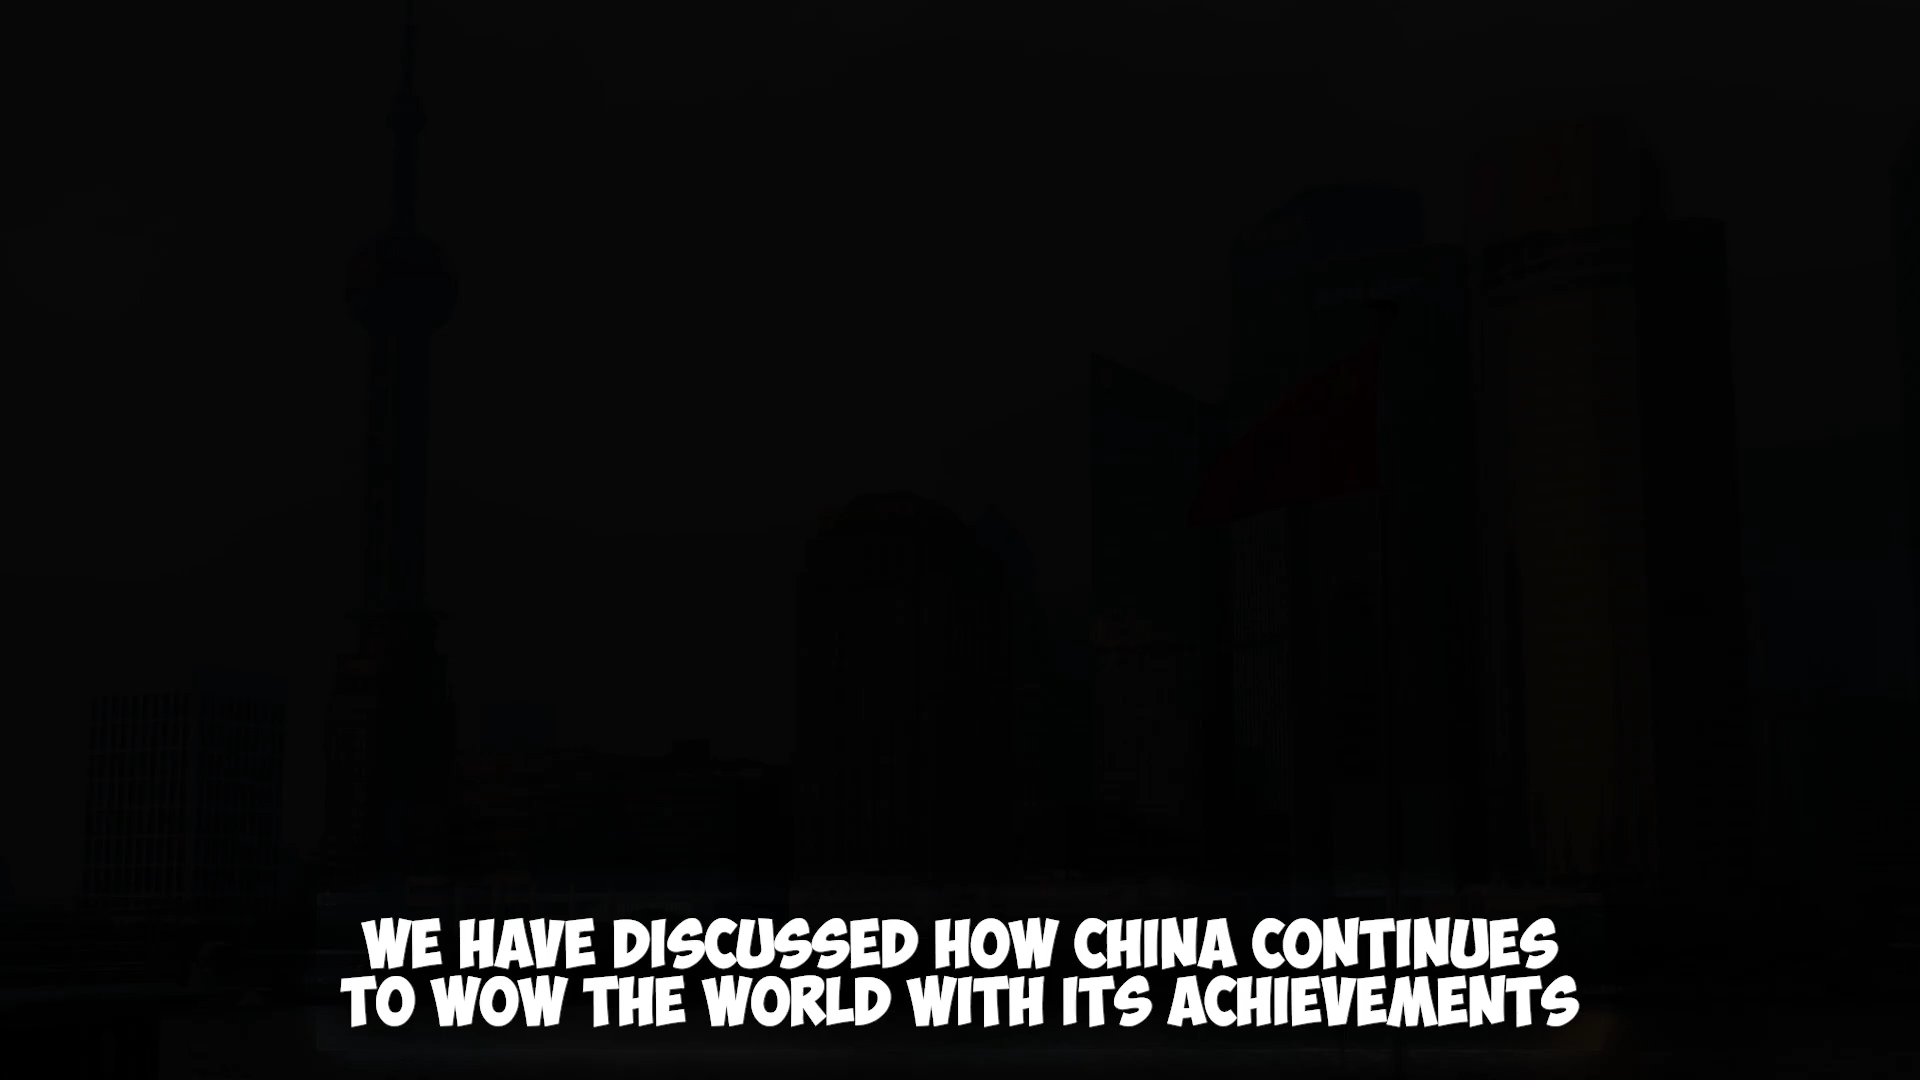 WE HAVE DISCUSSED HOW CHINA CONTINUES
TO WOW THE WORLD WITH ITS ACHIEVEMENTS